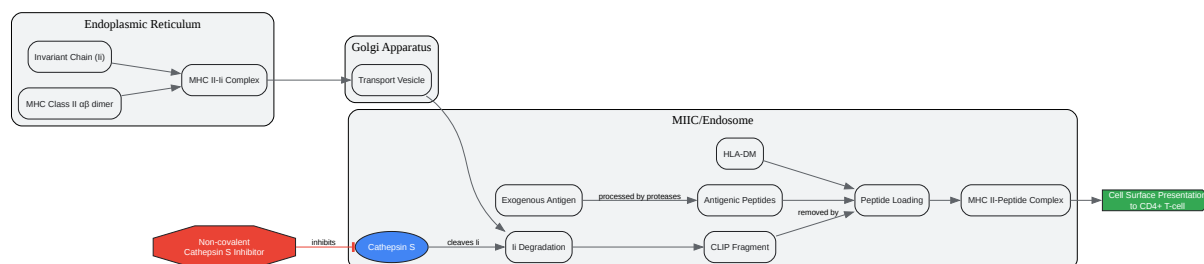 Endoplasmic Reticulum
Invariant Chain (Ii)
MHC Class II αβ dimer
MHC II-Ii Complex
Golgi Apparatus
Transport Vesicle
MIIC/Endosome
HLA-DM
Exogenous Antigen
processed by proteases
Antigenic Peptides
Peptide Loading
MHC II-Peptide Complex
Cell Surface Presentation
to CD4+ T-cell
removed by
Non-covalent
Cathepsin S Inhibitor
inhibits
Cathepsin S
cleaves Ii
Ii Degradation
CLIP Fragment